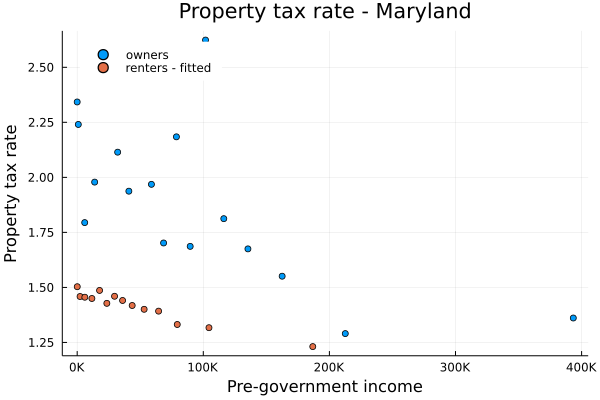 Property tax rate - Maryland
owners
renters - fitted
Property tax rate
2.50
2.25
2.00
1.75
1.50
1.25
0K
100K
200K
300K
400K
Pre-government income